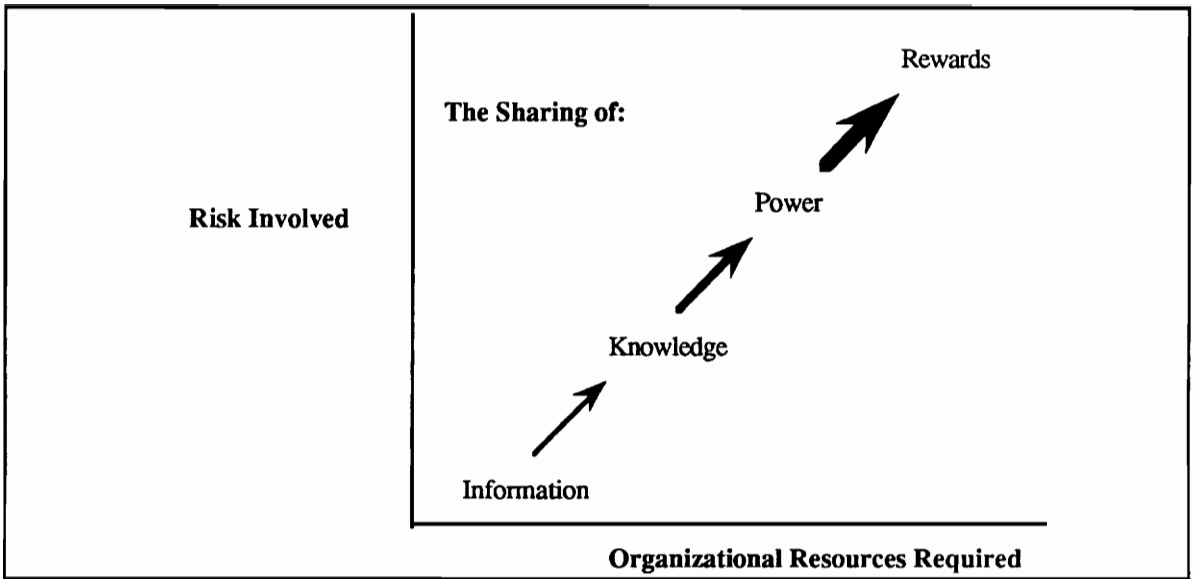 Rewards
The Sharing of:
Power
Risk Involved
Knowledge
Information
Organizational Resources Required